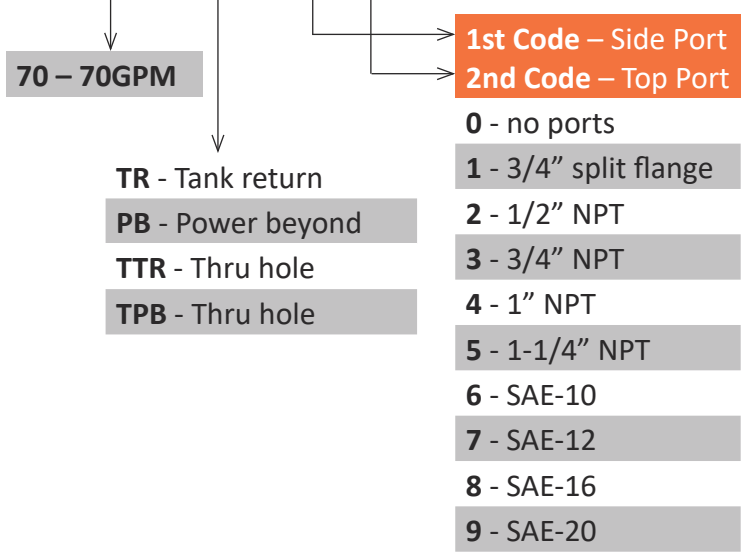 70 – 70GPM
TR - Tank return
PB - Power beyond
TTR - Thru hole
TPB - Thru hole
1st Code – Side Port
2nd Code – Top Port
0 - no ports
1 - 3/4” split flange
2 - 1/2” NPT
3 - 3/4” NPT
4 - 1” NPT
5 - 1-1/4” NPT
6 - SAE-10
7 - SAE-12
8 - SAE-16
9 - SAE-20